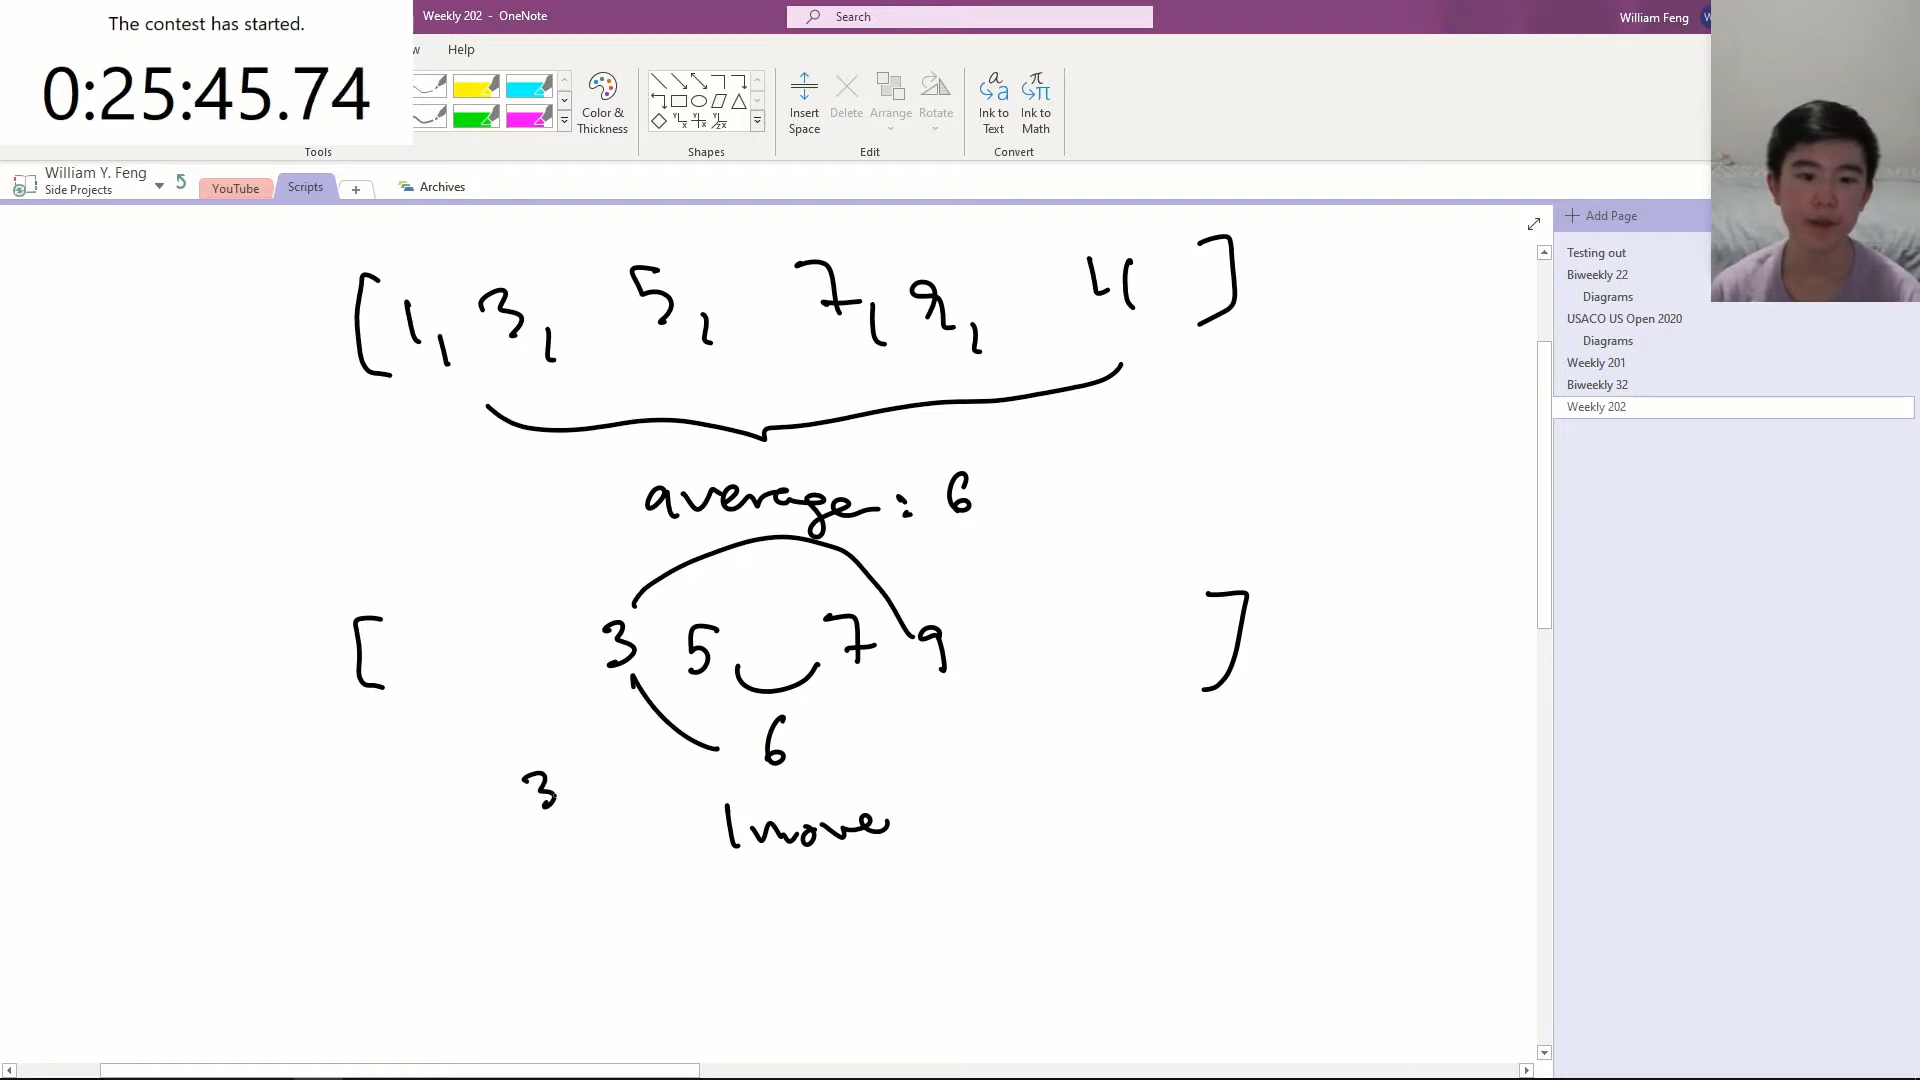 The contest has started.
0:25:45.74
Weekly 202 - OneNote
Search
William Feng
W
w
Help
Color &
Thickness
Insert
Space
Delete
Arrange
Rotate
Ink to
Text
Ink to
Math
Tools
Shapes
Edit
Convert
William Y. Feng
Side Projects
YouTube
Scripts
Archives
Add Page
Testing out
Biweekly 22
Diagrams
USACO US Open 2020
Diagrams
Weekly 201
Biweekly 32
Weekly 202
[ 1, 3, 5, 7, 9, 11 ]
average: 6
[ 3 5 7 9 ]
6
3
1 move